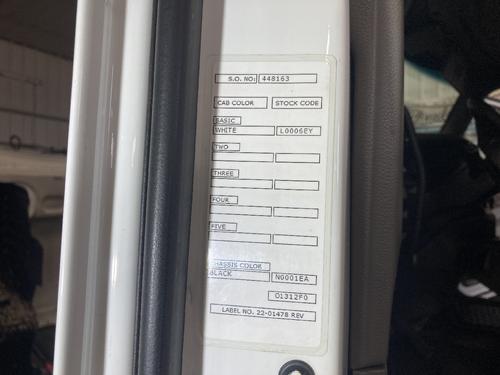 S.O. NO: 448163
CAB COLOR STOCK CODE
BASIC
WHITE L0006EY
TWO
THREE
FOUR
FIVE
CHASSIS COLOR
BLACK N0001EA
01312F0
LABEL NO. 22-01478 REV